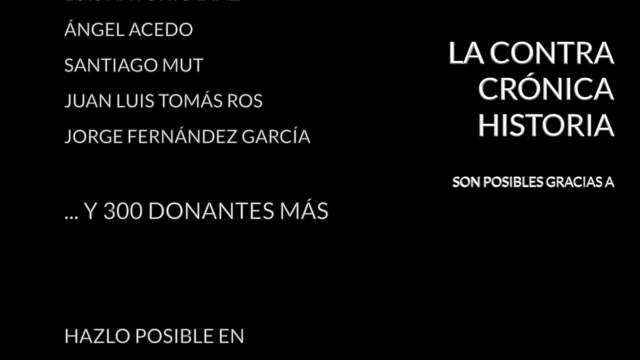 ÁNGEL ACEDO
SANTIAGO MUT
JUAN LUIS TOMÁS ROS
JORGE FERNÁNDEZ GARCÍA
... Y 300 DONANTES MÁS
HAZLO POSIBLE EN
LA CONTRA
CRÓNICA
HISTORIA
SON POSIBLES GRACIAS A